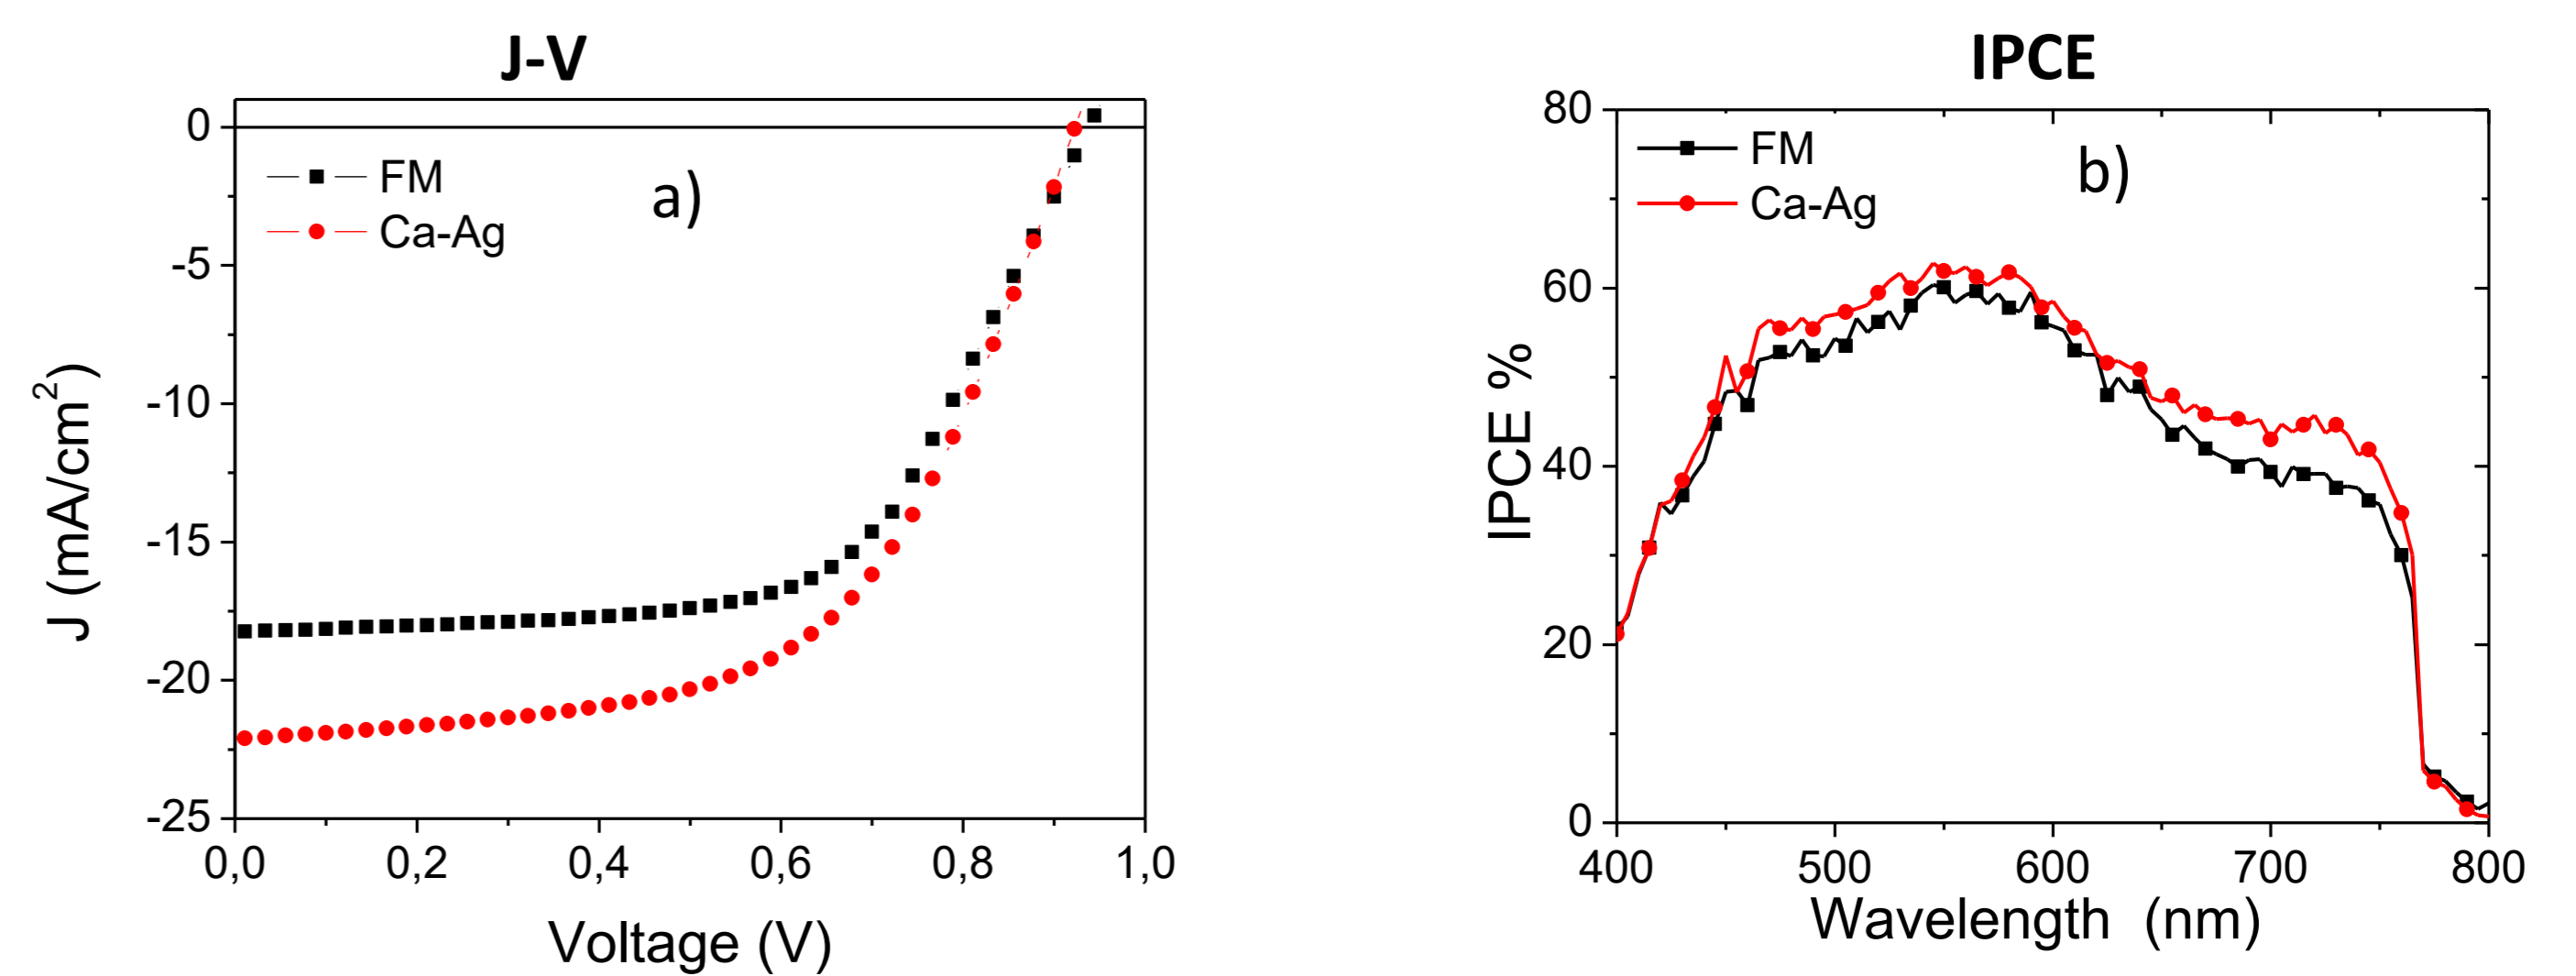 J-V
0
-5
-10
-15
-20
-25
FM
Ca-Ag
a)
J (mA/cm²)
0,0 0,2 0,4 0,6 0,8 1,0
Voltage (V)
IPCE
80
60
40
20
0
FM
Ca-Ag
b)
IPCE %
400 500 600 700 800
Wavelength (nm)